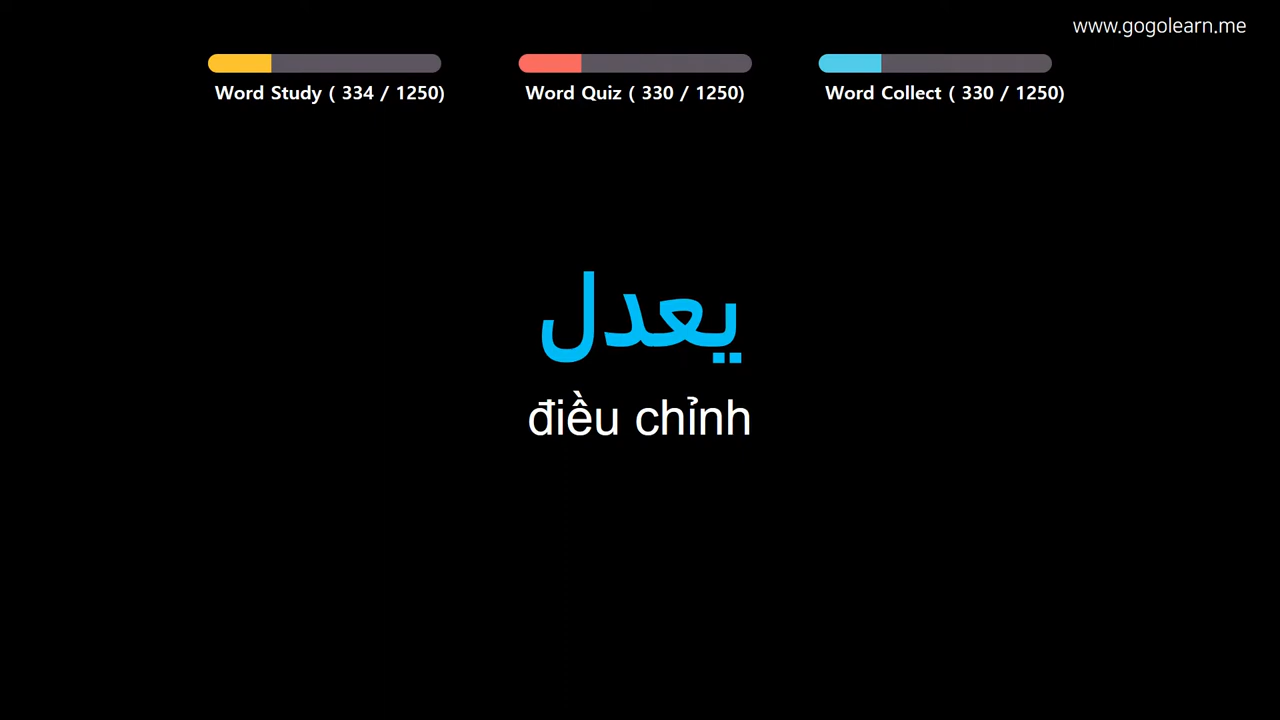 www.gogolearn.me
Word Study ( 334 / 1250)
Word Quiz ( 330 / 1250)
Word Collect ( 330 / 1250)
يعدل
điều chỉnh